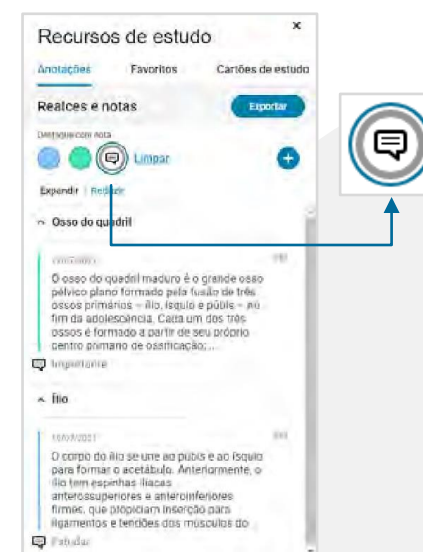 Recursos de estudo
×
Anotações Favoritos Cartões de estudo
Realces e notas Exportar
Destaque com nota
Limpar +
Expandir | Reduzir
Osso do quadril
O osso do quadril maduro é o grande osso
pélvico plano formado pela fusão de três
ossos primários – ílio, ísquio e púbis – no
fim da adolescência. Cada um dos três
ossos é formado a partir de seu próprio
centro primário de ossificação;...
Importante
Ílio
O corpo do ílio se une ao púbis e ao ísquio
para formar o acetábulo. Anteriormente, o
ílio tem espinhas ilíacas
anterossuperiores e anteroinferiores
firmes, que propiciam inserção para
ligamentos e tendões dos músculos do